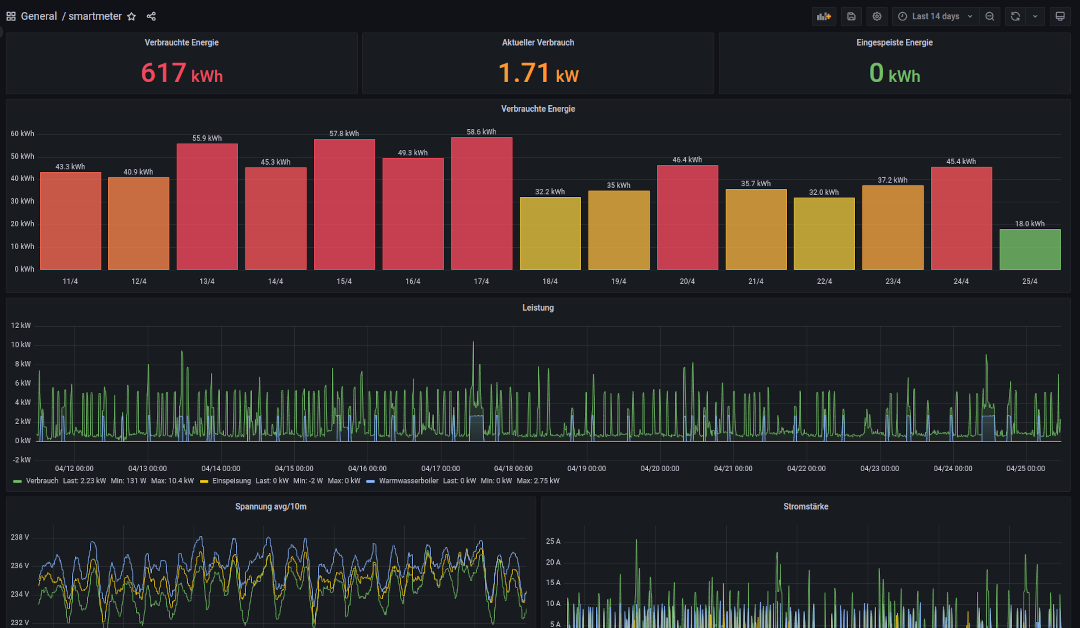 General / smartmeter
Last 14 days
Verbrauchte Energie
617 kWh
Aktueller Verbrauch
1.71 kW
Eingespeiste Energie
0 kWh
Verbrauchte Energie
60 kWh
50 kWh
40 kWh
30 kWh
20 kWh
10 kWh
0 kWh
43.3 kWh
40.9 kWh
55.9 kWh
45.3 kWh
57.8 kWh
49.3 kWh
58.6 kWh
32.2 kWh
35 kWh
46.4 kWh
35.7 kWh
32.0 kWh
37.2 kWh
45.4 kWh
18.0 kWh
11/4 12/4 13/4 14/4 15/4 16/4 17/4 18/4 19/4 20/4 21/4 22/4 23/4 24/4 25/4
Leistung
12 kW
10 kW
8 kW
6 kW
4 kW
2 kW
0 kW
-2 kW
04/12 00:00 04/13 00:00 04/14 00:00 04/15 00:00 04/16 00:00 04/17 00:00 04/18 00:00 04/19 00:00 04/20 00:00 04/21 00:00 04/22 00:00 04/23 00:00 04/24 00:00 04/25 00:00
Verbrauch Last: 2.23 kW Min: 131 W Max: 10.4 kW Einspeisung Last: 0 kW Min: -2 W Max: 0 kW Warmwasserboiler Last: 0 kW Min: 0 kW Max: 2.75 kW
Spannung avg/10m
238 V
236 V
234 V
232 V
Stromstärke
25 A
20 A
15 A
10 A
5 A